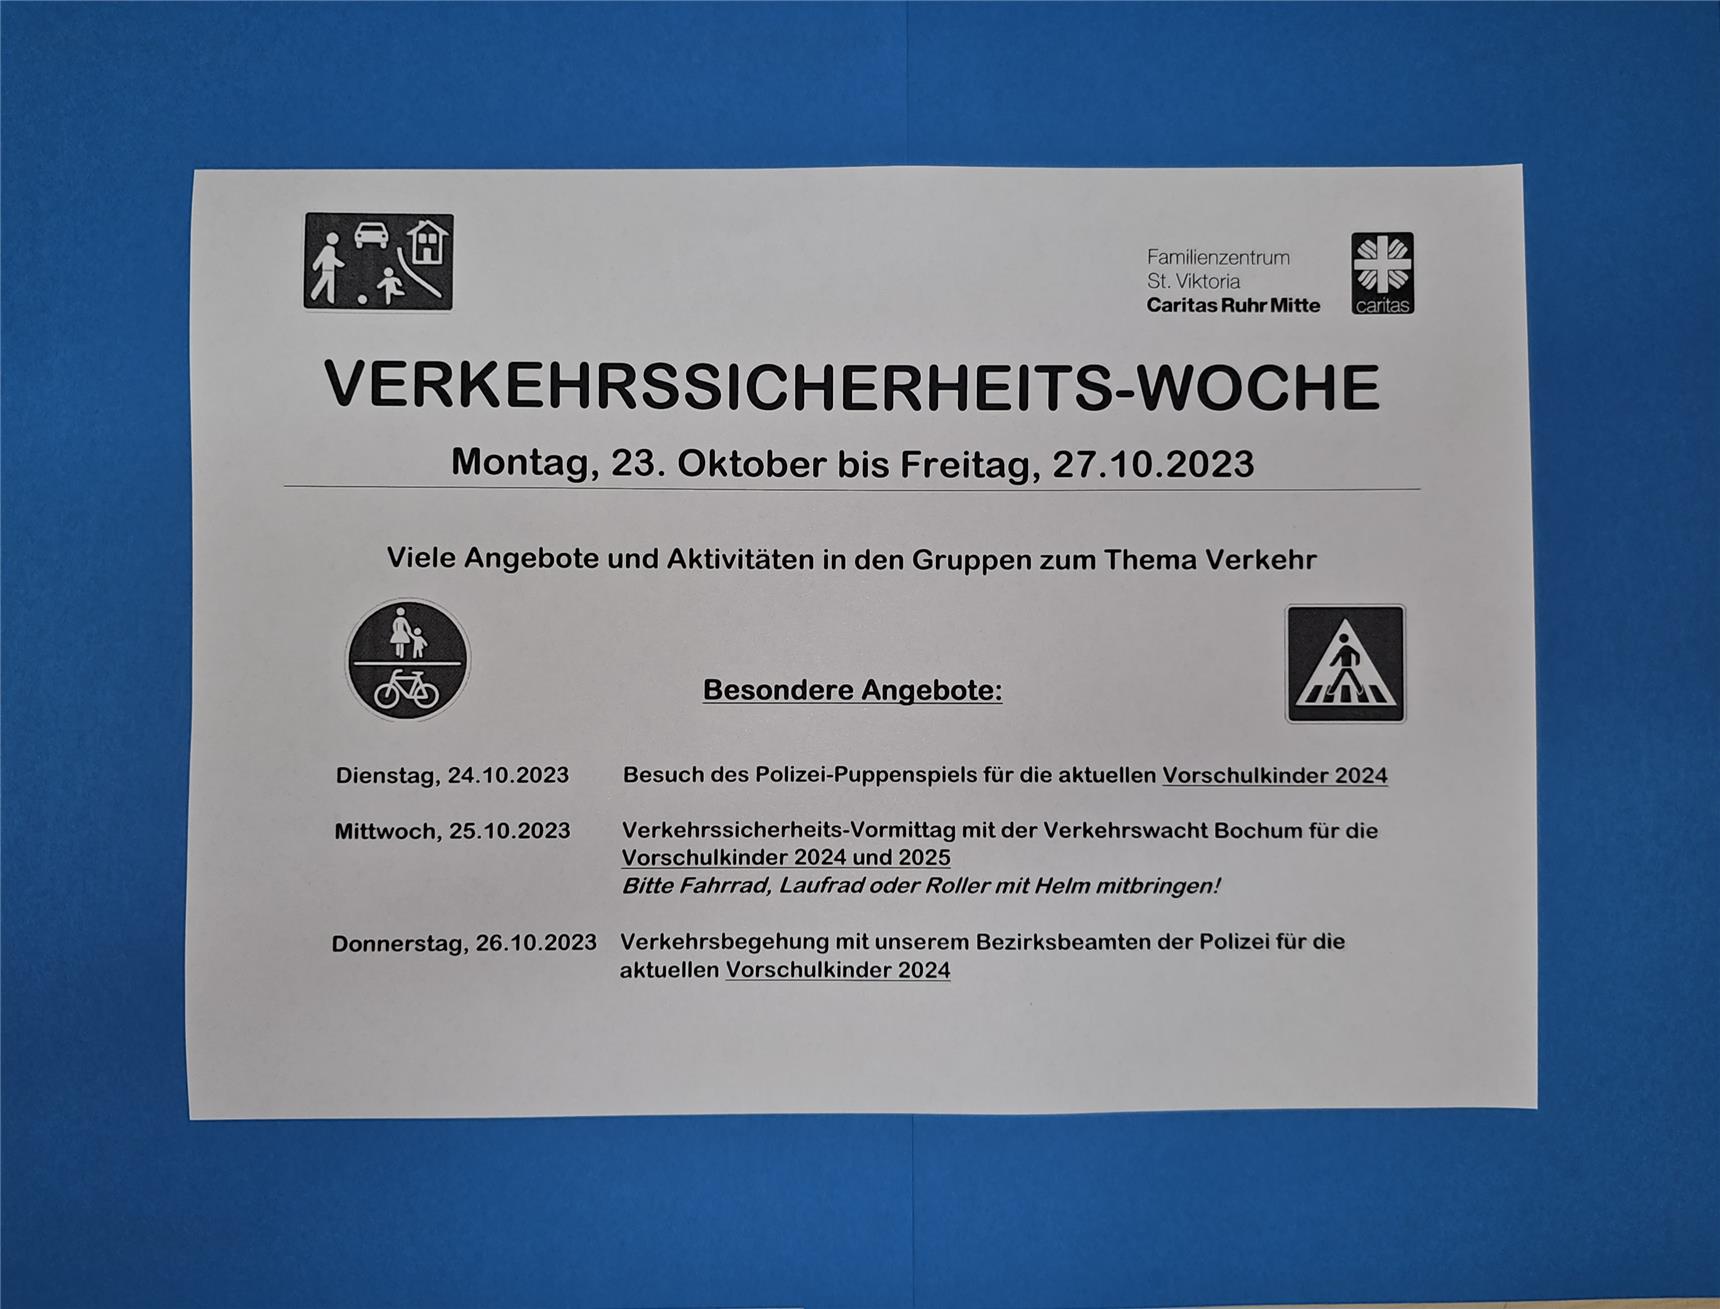 Familienzentrum
St. Viktoria
Caritas Ruhr Mitte
caritas
VERKEHRSSICHERHEITS-WOCHE
Montag, 23. Oktober bis Freitag, 27.10.2023
Viele Angebote und Aktivitäten in den Gruppen zum Thema Verkehr
Besondere Angebote:
Dienstag, 24.10.2023 Besuch des Polizei-Puppenspiels für die aktuellen Vorschulkinder 2024
Mittwoch, 25.10.2023 Verkehrssicherheits-Vormittag mit der Verkehrswacht Bochum für die
Vorschulkinder 2024 und 2025
Bitte Fahrrad, Laufrad oder Roller mit Helm mitbringen!
Donnerstag, 26.10.2023 Verkehrsbegehung mit unserem Bezirksbeamten der Polizei für die
aktuellen Vorschulkinder 2024